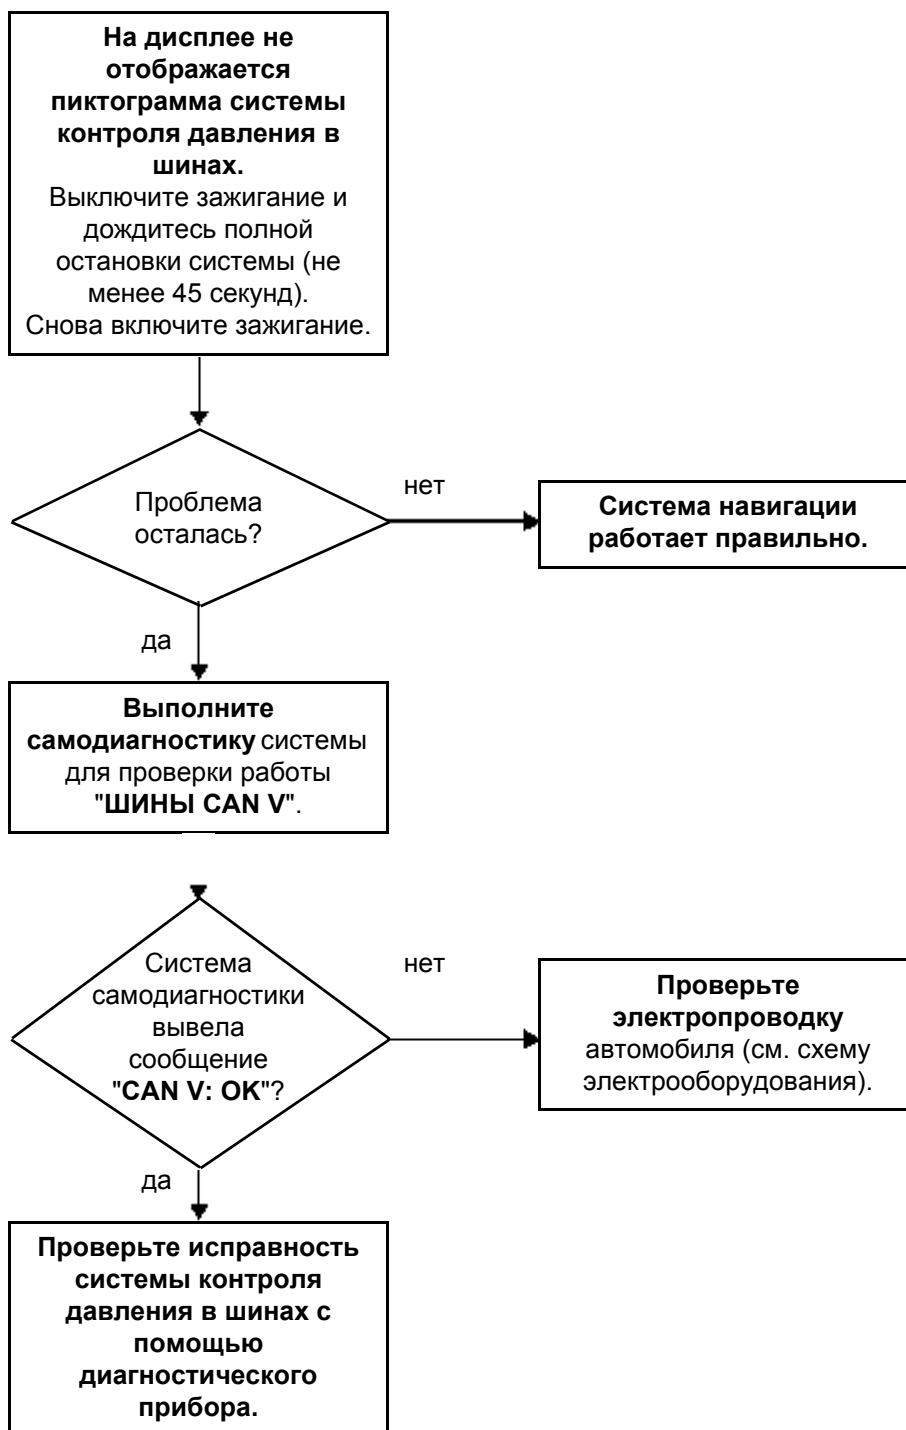 На дисплее не
отображается
пиктограмма системы
контроля давления в
шинах.
Выключите зажигание и
дождитесь полной
остановки системы (не
менее 45 секунд).
Снова включите зажигание.
Проблема
осталась?
нет
Система навигации
работает правильно.
да
Выполните
самодиагностику системы
для проверки работы
"ШИНЫ CAN V".
Система
самодиагностики
вывела
сообщение
"CAN V: OK"?
нет
Проверьте
электропроводку
автомобиля (см. схему
электрооборудования).
да
Проверьте исправность
системы контроля
давления в шинах с
помощью
диагностического
прибора.